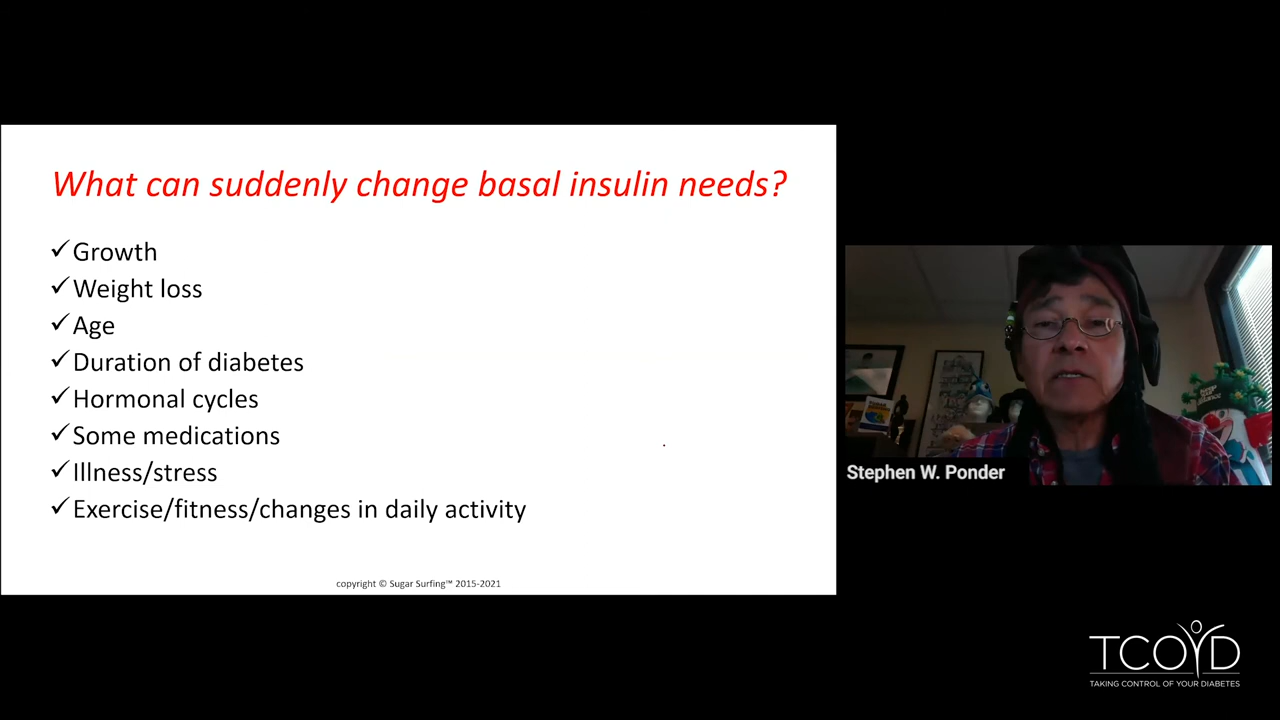 What can suddenly change basal insulin needs?
✓Growth
✓Weight loss
✓Age
✓Duration of diabetes
✓Hormonal cycles
✓Some medications
✓Illness/stress
✓Exercise/fitness/changes in daily activity
copyright © Sugar Surfing™ 2015-2021
Stephen W. Ponder
TCOYD
TAKING CONTROL OF YOUR DIABETES